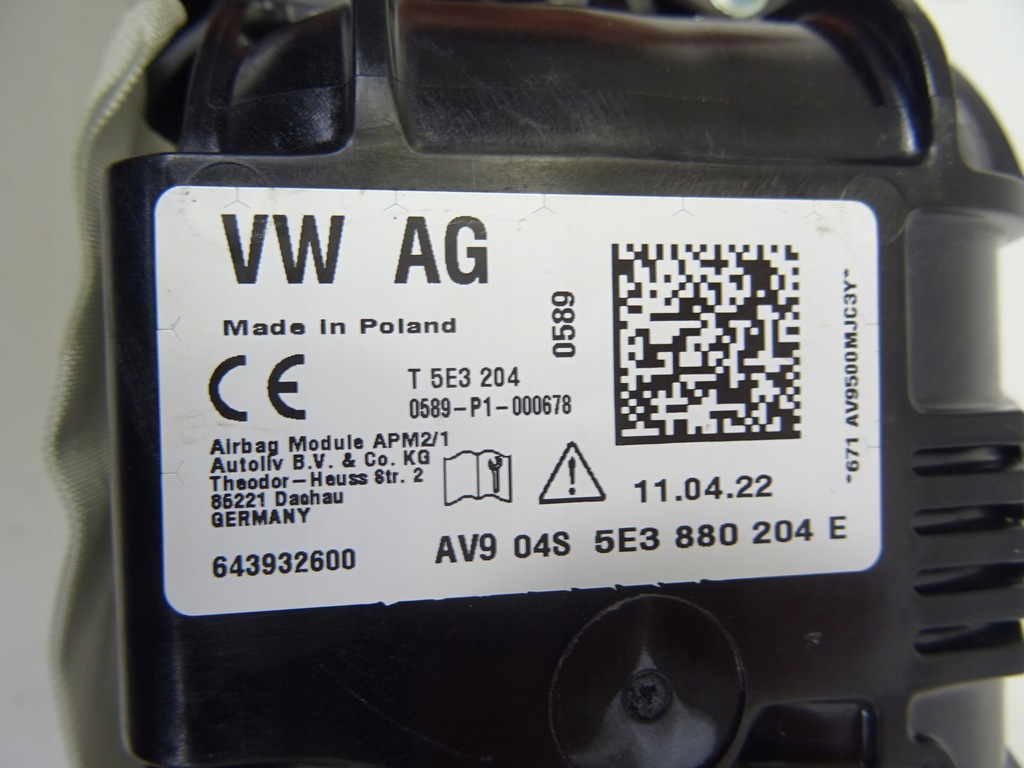 VW AG
Made In Poland
0589
CE
T 5E3 204
0589-P1-000678
Airbag Module APM2/1
Autoliv B.V. & Co. KG
Theodor-Heuss Str. 2
85221 Dachau
GERMANY
11.04.22
643932600
AV9 04S 5E3 880 204 E
-671 AV9500MJC3Y-